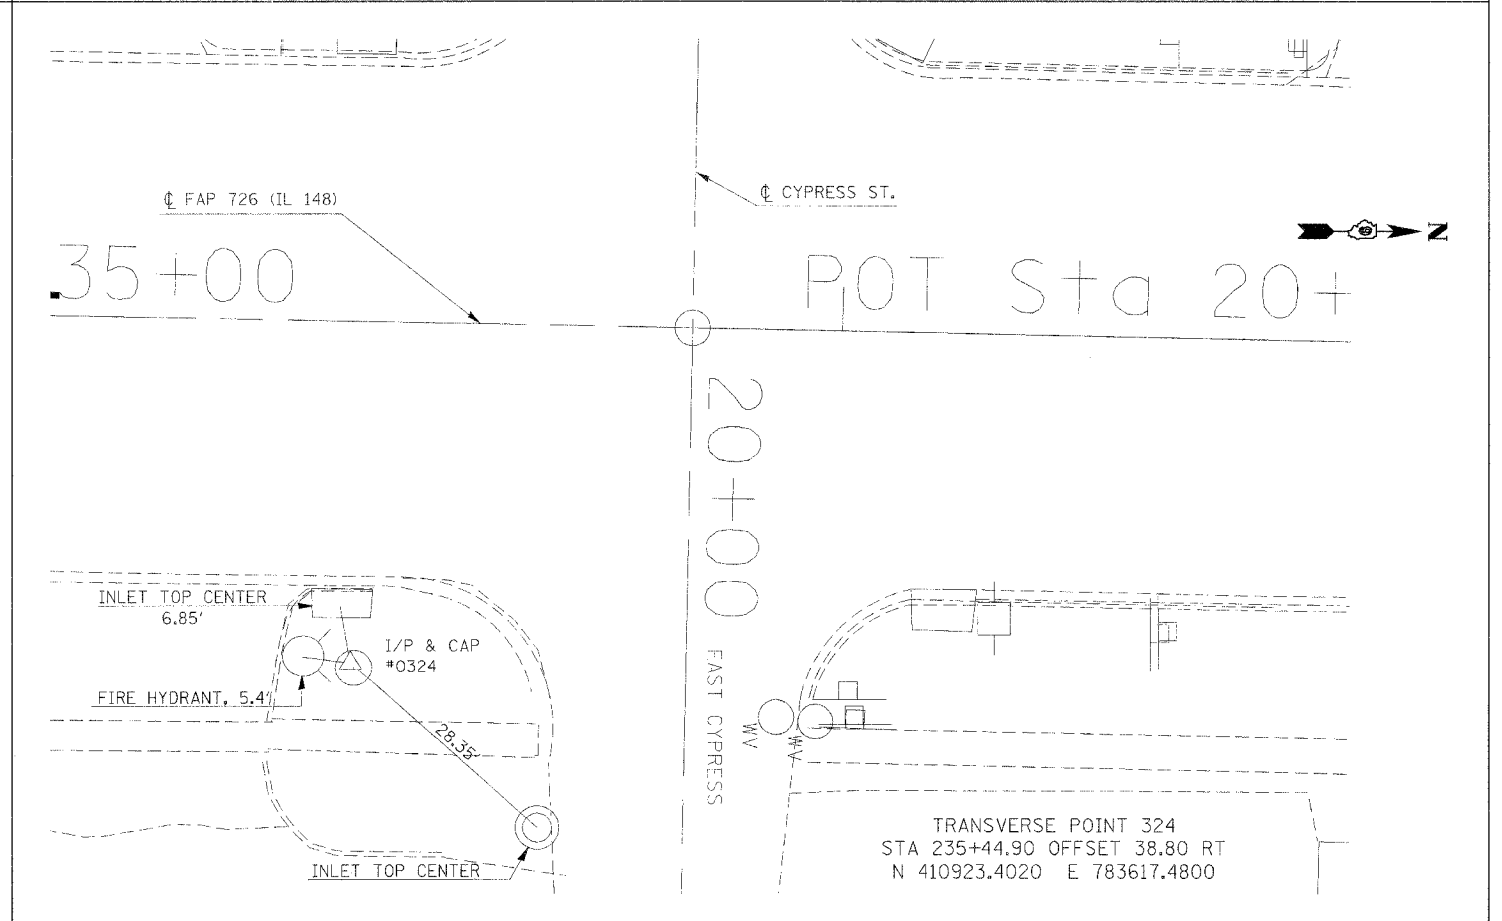 ℄ FAP 726 (IL 148)
℄ CYPRESS ST.
N
35+00
POT Sta 20+
20+00
INLET TOP CENTER
6.85'
I/P & CAP
#0324
FIRE HYDRANT, 5.4'
28.35'
EAST CYPRESS
WV
WV
INLET TOP CENTER
TRANSVERSE POINT 324
STA 235+44.90 OFFSET 38.80 RT
N 410923.4020 E 783617.4800